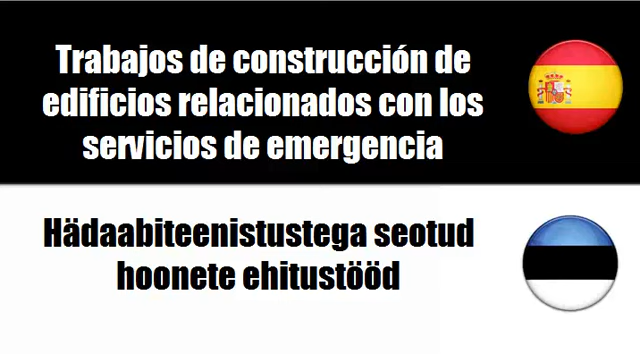 Trabajos de construcción de
edificios relacionados con los
servicios de emergencia
Hädaabiteenistustega seotud
hoonete ehitustööd